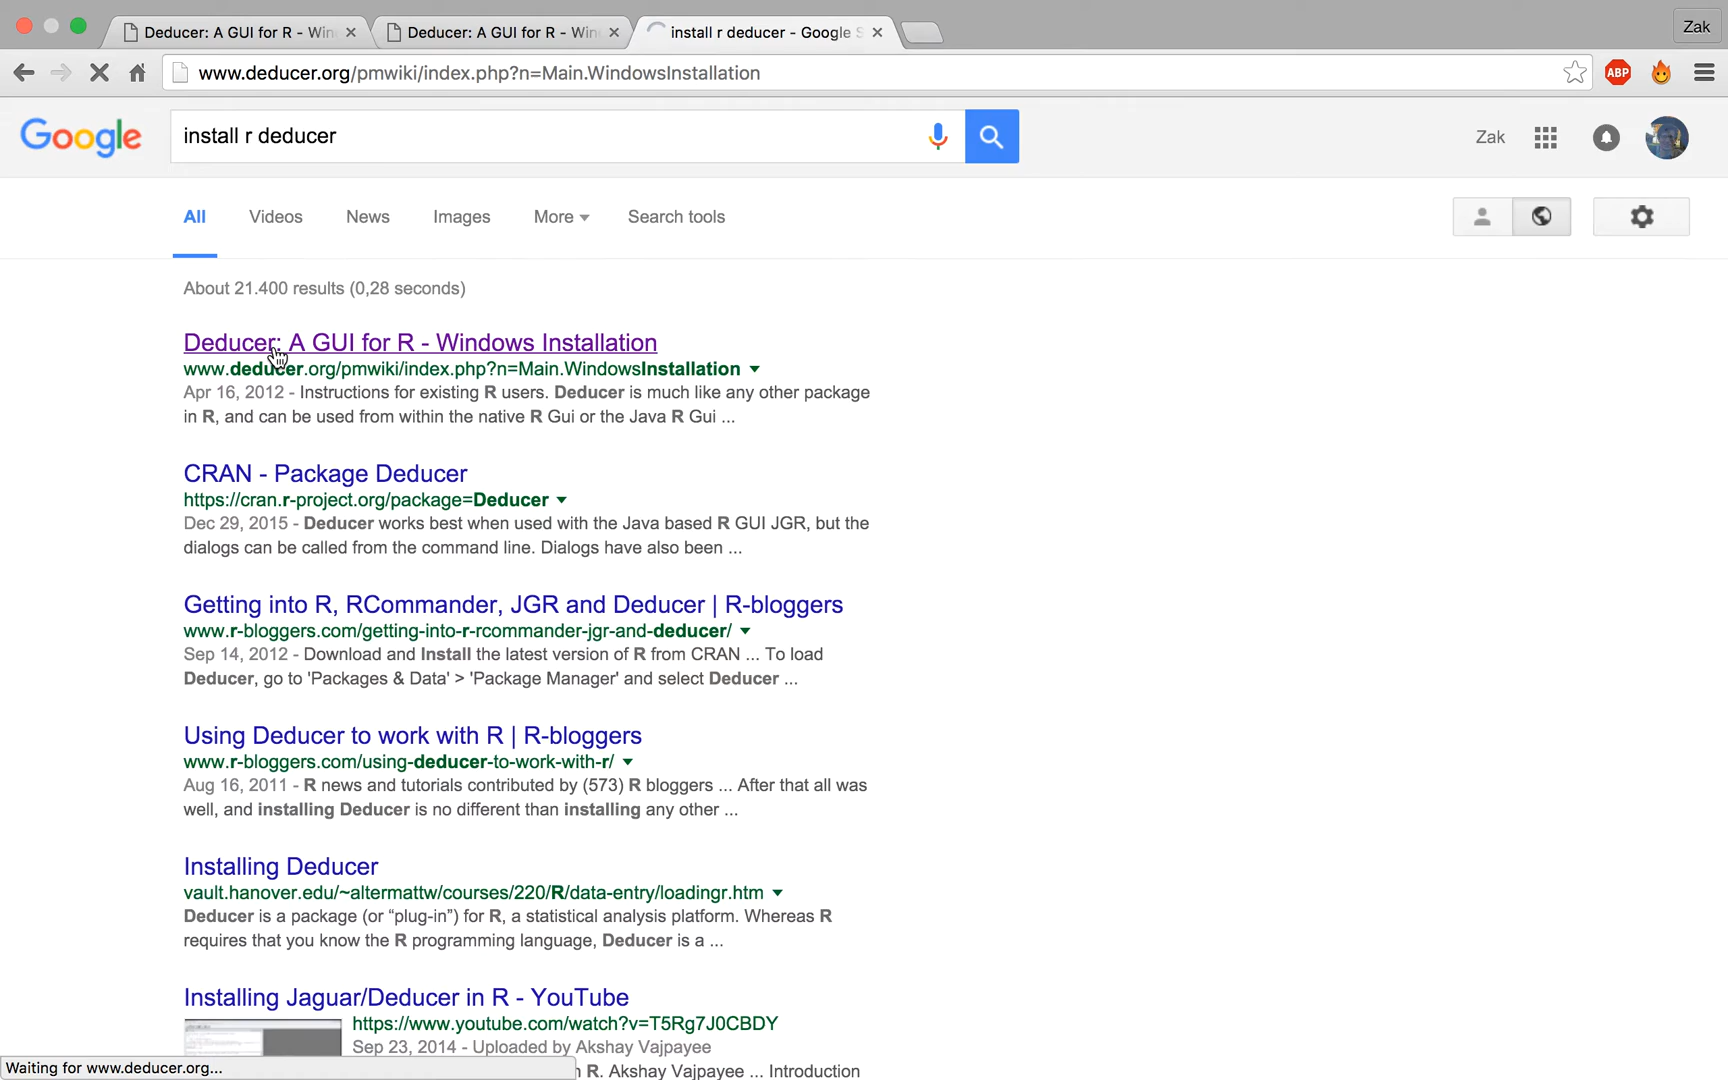 Deducer: A GUI for R - Win
Deducer: A GUI for R - Win
install r deducer - Google S
Zak
www.deducer.org/pmwiki/index.php?n=Main.WindowsInstallation
ABP
Google
install r deducer
Zak
All
Videos
News
Images
More
Search tools
About 21.400 results (0,28 seconds)
Deducer: A GUI for R - Windows Installation
www.deducer.org/pmwiki/index.php?n=Main.WindowsInstallation
Apr 16, 2012 - Instructions for existing R users. Deducer is much like any other package
in R, and can be used from within the native R Gui or the Java R Gui ...
CRAN - Package Deducer
https://cran.r-project.org/package=Deducer
Dec 29, 2015 - Deducer works best when used with the Java based R GUI JGR, but the
dialogs can be called from the command line. Dialogs have also been ...
Getting into R, RCommander, JGR and Deducer | R-bloggers
www.r-bloggers.com/getting-into-r-rcommander-jgr-and-deducer/
Sep 14, 2012 - Download and Install the latest version of R from CRAN ... To load
Deducer, go to 'Packages & Data' > 'Package Manager' and select Deducer ...
Using Deducer to work with R | R-bloggers
www.r-bloggers.com/using-deducer-to-work-with-r/
Aug 16, 2011 - R news and tutorials contributed by (573) R bloggers ... After that all was
well, and installing Deducer is no different than installing any other ...
Installing Deducer
vault.hanover.edu/~altermattw/courses/220/R/data-entry/loadingr.htm
Deducer is a package (or “plug-in”) for R, a statistical analysis platform. Whereas R
requires that you know the R programming language, Deducer is a ...
Installing Jaguar/Deducer in R - YouTube
https://www.youtube.com/watch?v=T5Rg7J0CBDY
Sep 23, 2014 - Uploaded by Akshay Vajpayee
n R. Akshay Vajpayee ... Introduction
Waiting for www.deducer.org...